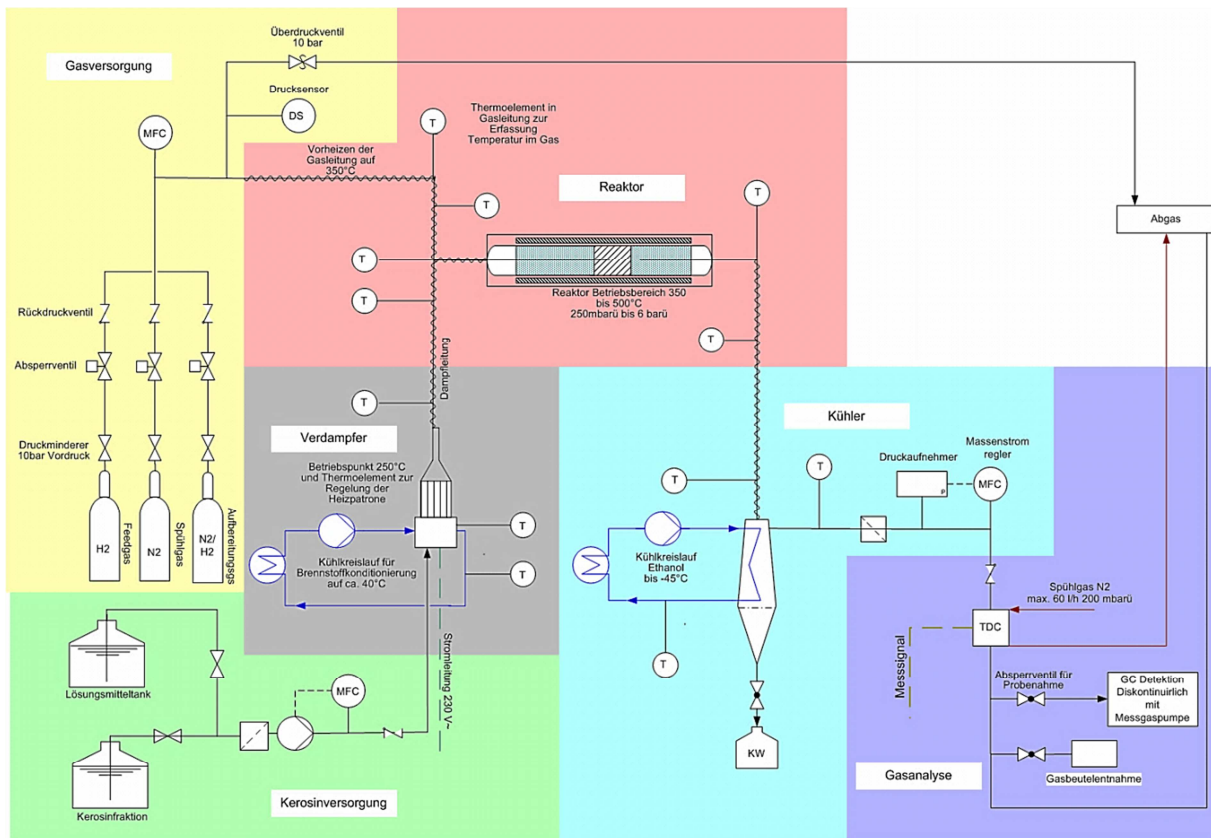 Gasversorgung
Überdruckventil
10 bar
Drucksensor
DS
MFC
Vorheizen der
Gasleitung auf
350°C
T
Thermoelement in
Gasleitung zur
Erfassung
Temperatur im Gas
Reaktor
T
T
T
T
Reaktor Betriebsbereich 350
bis 500°C
250mbarü bis 6 barü
T
T
Abgas
Rückdruckventil
Absperrventil
Druckminderer
10bar Vordruck
H2
Feedgas
N2
Spühlgas
N2/
H2
Aufbereitungsgs
Dampfleitung
T
Verdampfer
Betriebspunkt 250°C
und Thermoelement zur
Regelung der
Heizpatrone
T
T
Kühlkreislauf für
Brennstoffkonditionierung
auf ca. 40°C
Stromleitung 230 V~
Kühler
T
T
Druckaufnehmer
P
Massenstrom
regler
MFC
Kühlkreislauf
Ethanol
bis -45°C
T
KW
Spühlgas N2
max. 60 l/h 200 mbarü
TDC
Messsignal
Absperrventil für
Probenahme
GC Detektion
Diskontinuirlich
mit
Messgaspumpe
Gasbeutelentnahme
Gasanalyse
Lösungsmitteltank
MFC
Kerosinfraktion
Kerosinversorgung